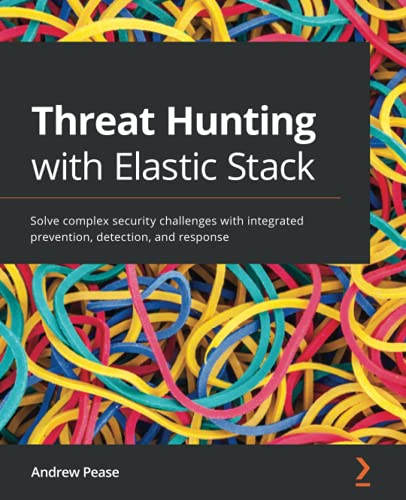 Threat Hunting
with Elastic Stack
Solve complex security challenges with integrated
prevention, detection, and response
Andrew Pease